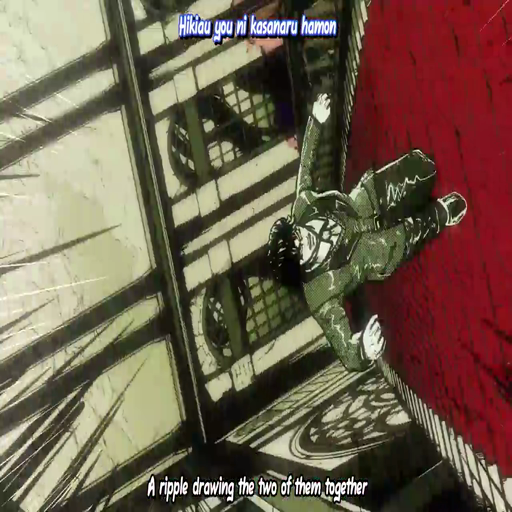 Hikiau you ni kasanaru hamon
A ripple drawing the two of them together